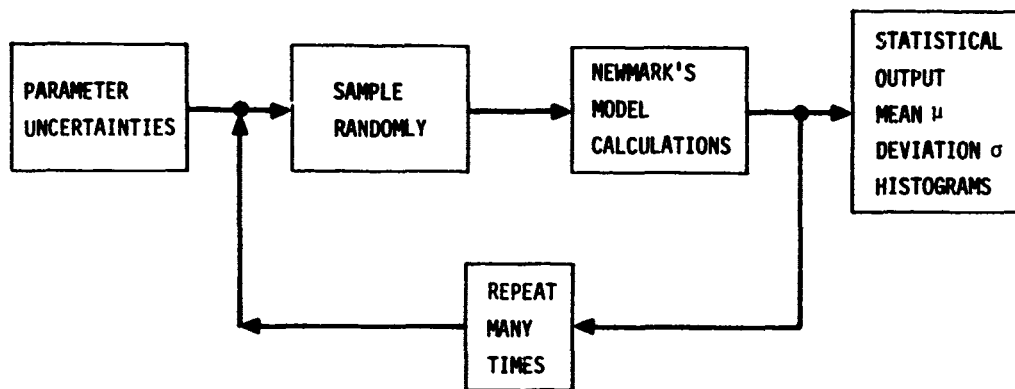 PARAMETER
UNCERTAINTIES
SAMPLE
RANDOMLY
NEWMARK'S
MODEL
CALCULATIONS
STATISTICAL
OUTPUT
MEAN μ
DEVIATION σ
HISTOGRAMS
REPEAT
MANY
TIMES